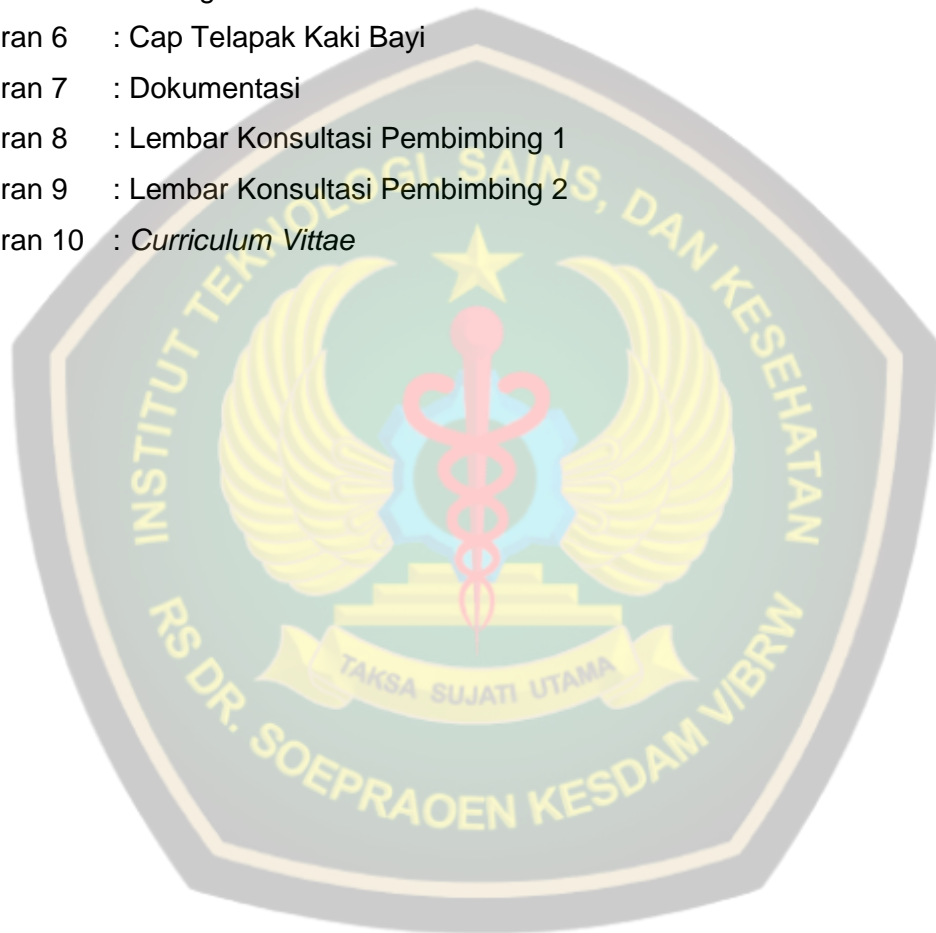 ran 6 : Cap Telapak Kaki Bayi
ran 7 : Dokumentasi
ran 8 : Lembar Konsultasi Pembimbing 1
ran 9 : Lembar Konsultasi Pembimbing 2
ran 10 : Curriculum Vittae
INSTITUT TEKNOLOGI, SAINS, DAN KESEHATAN
TAKSA SUJATI UTAMA
RS DR. SOEPRAOEN KESDAM V/BRW